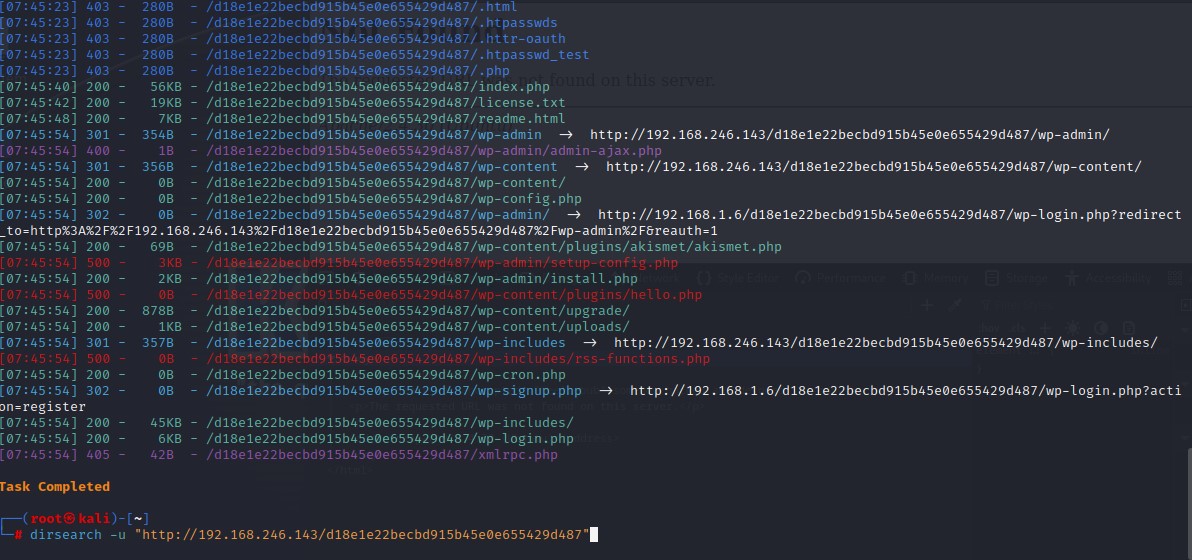 [07:45:23] 403 -  280B  - /d18e1e22becbd915b45e0e655429d487/.html
[07:45:23] 403 -  280B  - /d18e1e22becbd915b45e0e655429d487/.htpasswds
[07:45:23] 403 -  280B  - /d18e1e22becbd915b45e0e655429d487/.httr-oauth
[07:45:23] 403 -  280B  - /d18e1e22becbd915b45e0e655429d487/.htpasswd_test
[07:45:23] 403 -  280B  - /d18e1e22becbd915b45e0e655429d487/.php
not found on this server.
[07:45:40] 200 -   56KB - /d18e1e22becbd915b45e0e655429d487/index.php
[07:45:42] 200 -   19KB - /d18e1e22becbd915b45e0e655429d487/license.txt
[07:45:48] 200 -    7KB - /d18e1e22becbd915b45e0e655429d487/readme.html
[07:45:54] 301 -  354B  - /d18e1e22becbd915b45e0e655429d487/wp-admin  →  http://192.168.246.143/d18e1e22becbd915b45e0e655429d487/wp-admin/
[07:45:54] 400 -    1B  - /d18e1e22becbd915b45e0e655429d487/wp-admin/admin-ajax.php
[07:45:54] 301 -  356B  - /d18e1e22becbd915b45e0e655429d487/wp-content  →  http://192.168.246.143/d18e1e22becbd915b45e0e655429d487/wp-content/
[07:45:54] 200 -    0B  - /d18e1e22becbd915b45e0e655429d487/wp-content/
[07:45:54] 200 -    0B  - /d18e1e22becbd915b45e0e655429d487/wp-config.php
[07:45:54] 302 -    0B  - /d18e1e22becbd915b45e0e655429d487/wp-admin/  →  http://192.168.1.6/d18e1e22becbd915b45e0e655429d487/wp-login.php?redirect
_to=http%3A%2F%2F192.168.246.143%2Fd18e1e22becbd915b45e0e655429d487%2Fwp-admin%2F&reauth=1
[07:45:54] 200 -   69B  - /d18e1e22becbd915b45e0e655429d487/wp-content/plugins/akismet/akismet.php
[07:45:54] 500 -    3KB - /d18e1e22becbd915b45e0e655429d487/wp-admin/setup-config.php
Style Editor Performance Memory Storage Accessibility
[07:45:54] 200 -    2KB - /d18e1e22becbd915b45e0e655429d487/wp-admin/install.php
[07:45:54] 500 -    0B  - /d18e1e22becbd915b45e0e655429d487/wp-content/plugins/hello.php
[07:45:54] 200 -  878B  - /d18e1e22becbd915b45e0e655429d487/wp-content/upgrade/
[07:45:54] 200 -    1KB - /d18e1e22becbd915b45e0e655429d487/wp-content/uploads/
[07:45:54] 301 -  357B  - /d18e1e22becbd915b45e0e655429d487/wp-includes  →  http://192.168.246.143/d18e1e22becbd915b45e0e655429d487/wp-includes/
[07:45:54] 500 -    0B  - /d18e1e22becbd915b45e0e655429d487/wp-includes/rss-functions.php
[07:45:54] 200 -    0B  - /d18e1e22becbd915b45e0e655429d487/wp-cron.php
[07:45:54] 302 -    0B  - /d18e1e22becbd915b45e0e655429d487/wp-signup.php  →  http://192.168.1.6/d18e1e22becbd915b45e0e655429d487/wp-login.php?acti
on=register
[07:45:54] 200 -   45KB - /d18e1e22becbd915b45e0e655429d487/wp-includes/
[07:45:54] 200 -    6KB - /d18e1e22becbd915b45e0e655429d487/wp-login.php
[07:45:54] 405 -   42B  - /d18e1e22becbd915b45e0e655429d487/xmlrpc.php
Task Completed
┌──(root㉿kali)-[~]
└─# dirsearch -u "http://192.168.246.143/d18e1e22becbd915b45e0e655429d487"